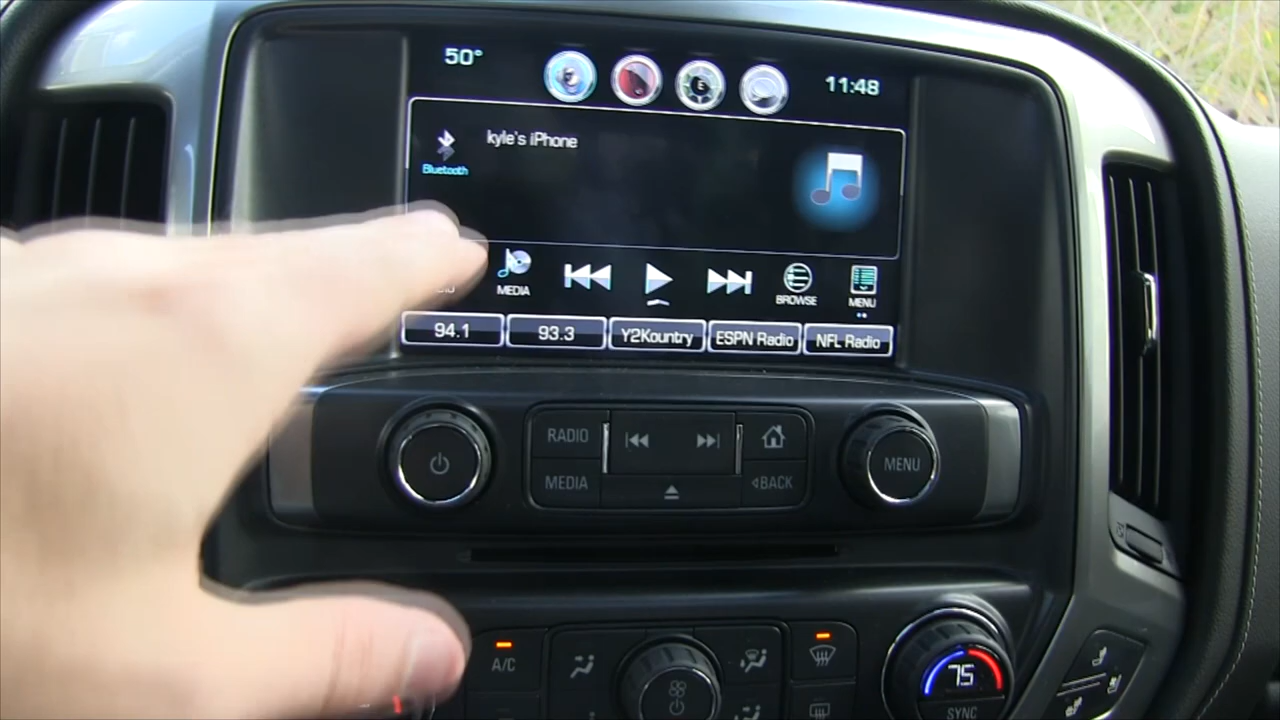 50°
11:48
kyle's iPhone
Bluetooth
MEDIA
BROWSE
MENU
94.1
93.3
Y2Kountry
ESPN Radio
NFL Radio
RADIO
MENU
MEDIA
BACK
A/C
75
SYNC